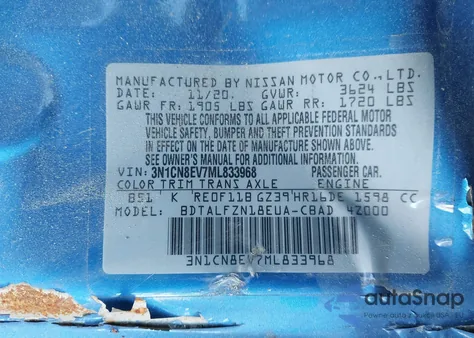 MANUFACTURED BY NISSAN MOTOR CO., LTD.
DATE: 11/20. GVWR: 3624 LBS
GAWR FR: 1905 LBS GAWR RR: 1720 LBS
THIS VEHICLE CONFORMS TO ALL APPLICABLE FEDERAL MOTOR
VEHICLE SAFETY, BUMPER AND THEFT PREVENTION STANDARDS
IN EFFECT ON THE DATE OF MANUFACTURE SHOWN ABOVE.
SEE OWNER'S MANUAL FOR ADDITIONAL INFORMATION.
VIN: 3N1CN8EV7ML833968 PASSENGER CAR.
COLOR TRIM TRANS AXLE ENGINE
B51 K RE0F11B GZ39 HR16DE 1598 CC
MODEL: BDTALFZN18EUA-CBAD 42000
3N1CN8EV7ML833968
autaSnap